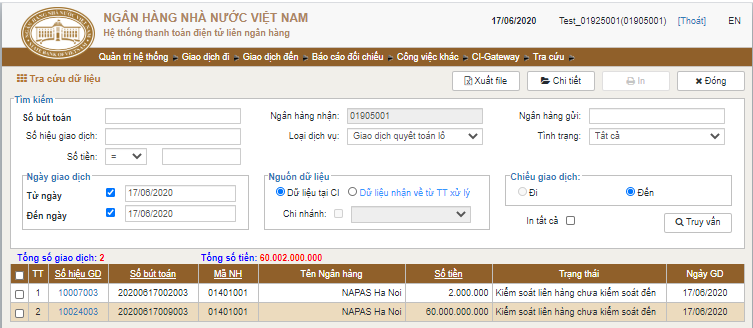 NGÂN HÀNG NHÀ NƯỚC VIỆT NAM
Hệ thống thanh toán điện tử liên ngân hàng
17/06/2020 Test_01925001(01905001) [Thoát] EN
Quản trị hệ thống Giao dịch đi Giao dịch đến Báo cáo đối chiếu Công việc khác CI-Gateway Tra cứu
Tra cứu dữ liệu Xuất file Chi tiết In Đóng
Tìm kiếm
Số bút toán Ngân hàng nhận: 01905001 Ngân hàng gửi:
Số hiệu giao dịch: Loại dịch vụ: Giao dịch quyết toán lô Tình trạng: Tất cả
Số tiền: =
Ngày giao dịch Nguồn dữ liệu Chiều giao dịch:
Từ ngày 17/06/2020 Dữ liệu tại CI Dữ liệu nhận về từ TT xử lý Đi Đến
Đến ngày 17/06/2020 Chi nhánh: In tất cả Truy vấn
Tổng số giao dịch: 2 Tổng số tiền: 60.002.000.000
TT Số hiệu GD Số bút toán Mã NH Tên Ngân hàng Số tiền Trạng thái Ngày GD
1 10007003 20200617002003 01401001 NAPAS Ha Noi 2.000.000 Kiểm soát liên hàng chưa kiểm soát đến 17/06/2020
2 10024003 20200617009003 01401001 NAPAS Ha Noi 60.000.000.000 Kiểm soát liên hàng chưa kiểm soát đến 17/06/2020